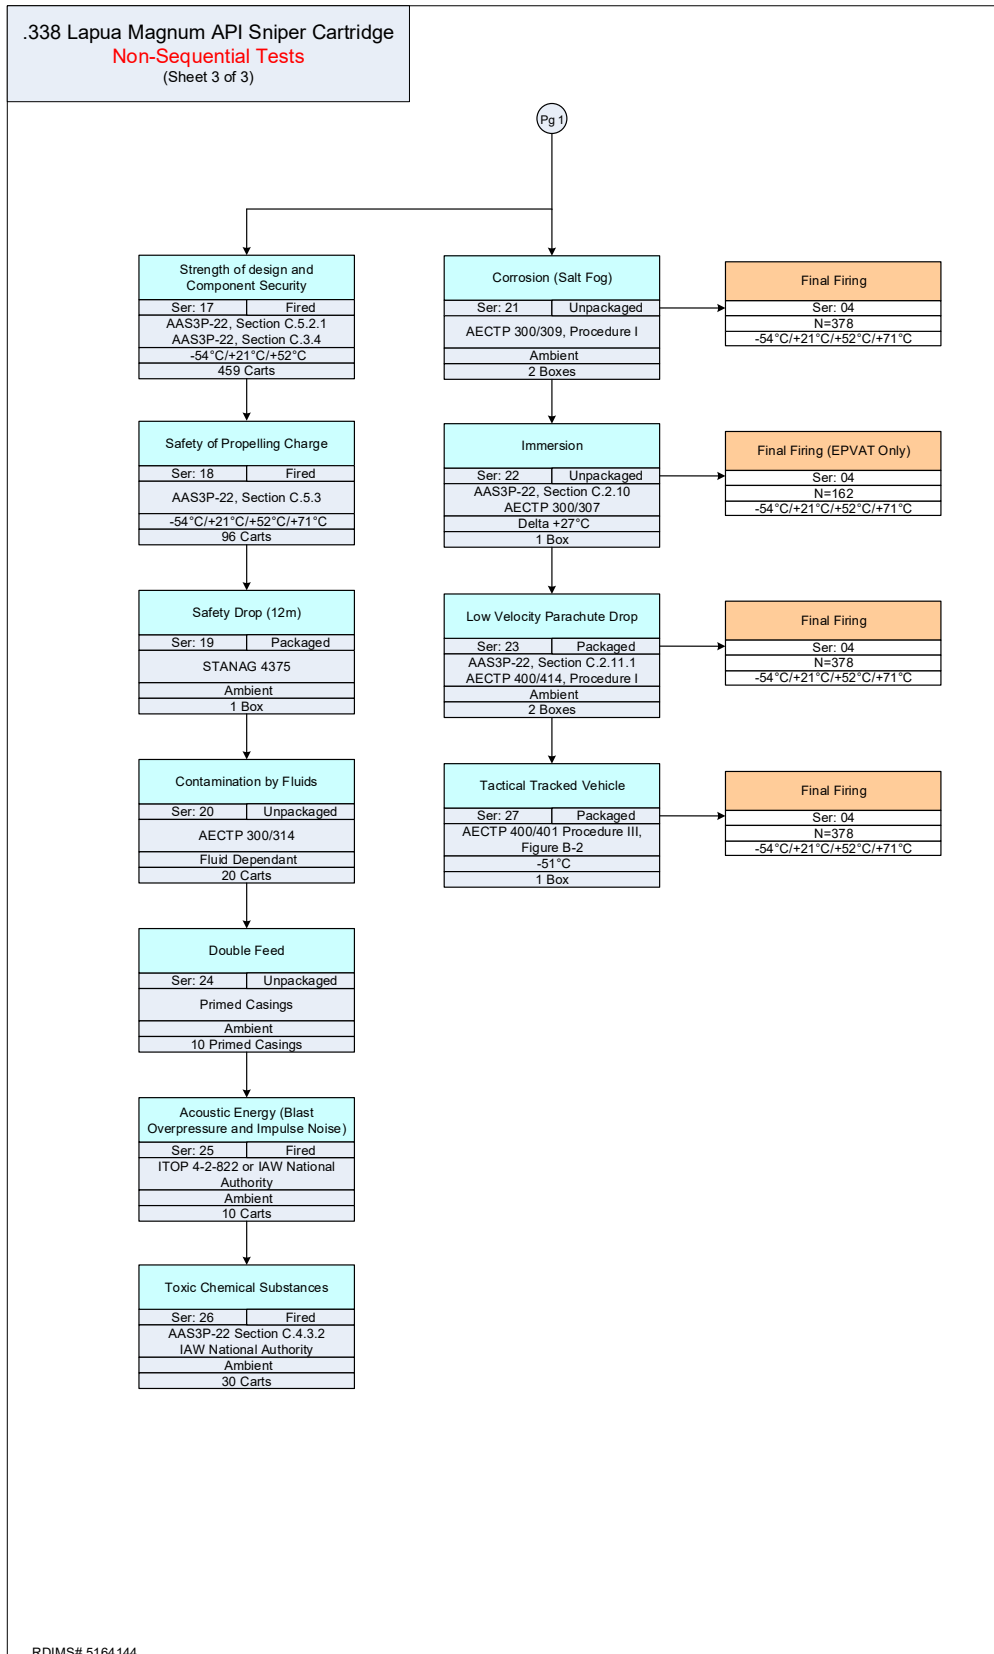 .338 Lapua Magnum API Sniper Cartridge
Non-Sequential Tests
(Sheet 3 of 3)
Pg 1
Strength of design and
Component Security
Ser: 17 Fired
AAS3P-22, Section C.5.2.1
AAS3P-22, Section C.3.4
-54°C/+21°C/+52°C
459 Carts
Safety of Propelling Charge
Ser: 18 Fired
AAS3P-22, Section C.5.3
-54°C/+21°C/+52°C/+71°C
96 Carts
Safety Drop (12m)
Ser: 19 Packaged
STANAG 4375
Ambient
1 Box
Contamination by Fluids
Ser: 20 Unpackaged
AECTP 300/314
Fluid Dependant
20 Carts
Double Feed
Ser: 24 Unpackaged
Primed Casings
Ambient
10 Primed Casings
Acoustic Energy (Blast
Overpressure and Impulse Noise)
Ser: 25 Fired
ITOP 4-2-822 or IAW National
Authority
Ambient
10 Carts
Toxic Chemical Substances
Ser: 26 Fired
AAS3P-22 Section C.4.3.2
IAW National Authority
Ambient
30 Carts
Corrosion (Salt Fog)
Ser: 21 Unpackaged
AECTP 300/309, Procedure I
Ambient
2 Boxes
Immersion
Ser: 22 Unpackaged
AAS3P-22, Section C.2.10
AECTP 300/307
Delta +27°C
1 Box
Low Velocity Parachute Drop
Ser: 23 Packaged
AAS3P-22, Section C.2.11.1
AECTP 400/414, Procedure I
Ambient
2 Boxes
Tactical Tracked Vehicle
Ser: 27 Packaged
AECTP 400/401 Procedure III,
Figure B-2
-51°C
1 Box
Final Firing
Ser: 04
N=378
-54°C/+21°C/+52°C/+71°C
Final Firing (EPVAT Only)
Ser: 04
N=162
-54°C/+21°C/+52°C/+71°C
Final Firing
Ser: 04
N=378
-54°C/+21°C/+52°C/+71°C
Final Firing
Ser: 04
N=378
-54°C/+21°C/+52°C/+71°C
RDIMS# 5164144